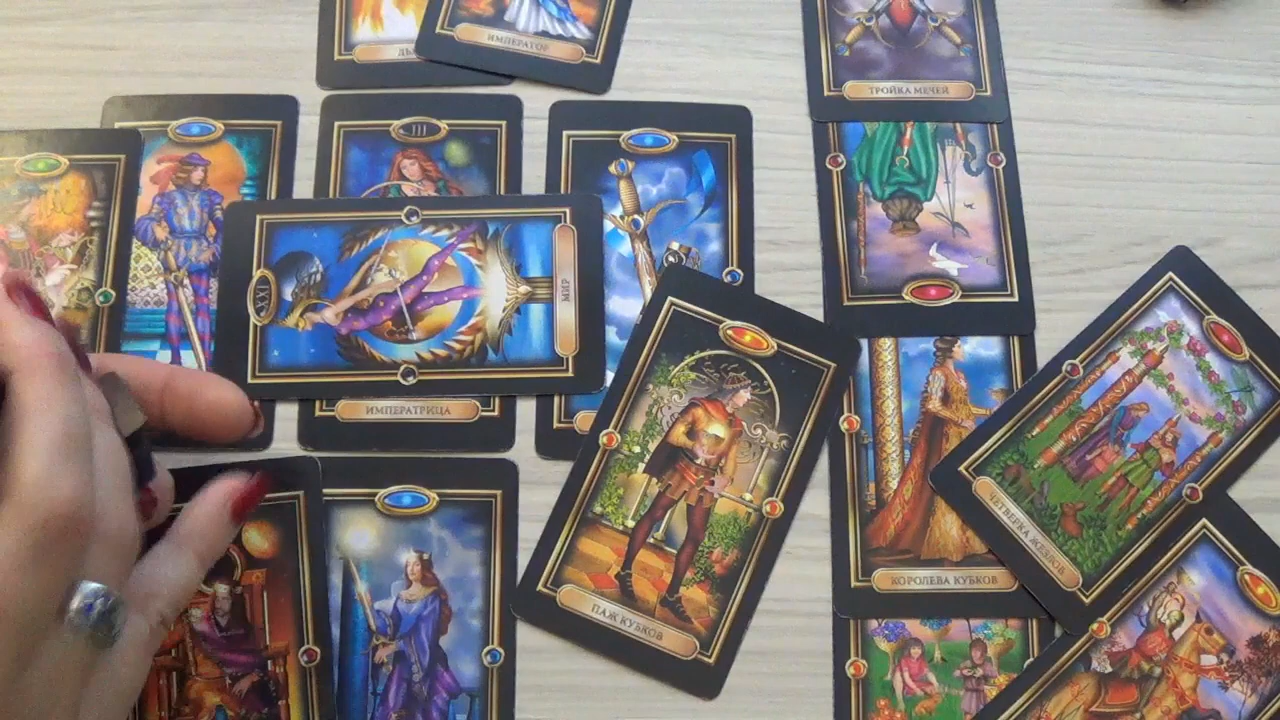 ИМПЕРАТОР
ТРОЙКА МЕЧЕЙ
III
XXI
МИР
ИМПЕРАТРИЦА
ЧЕТВЕРКА ЖЕЗЛОВ
КОРОЛЕВА КУБКОВ
ПАЖ КУБКОВ